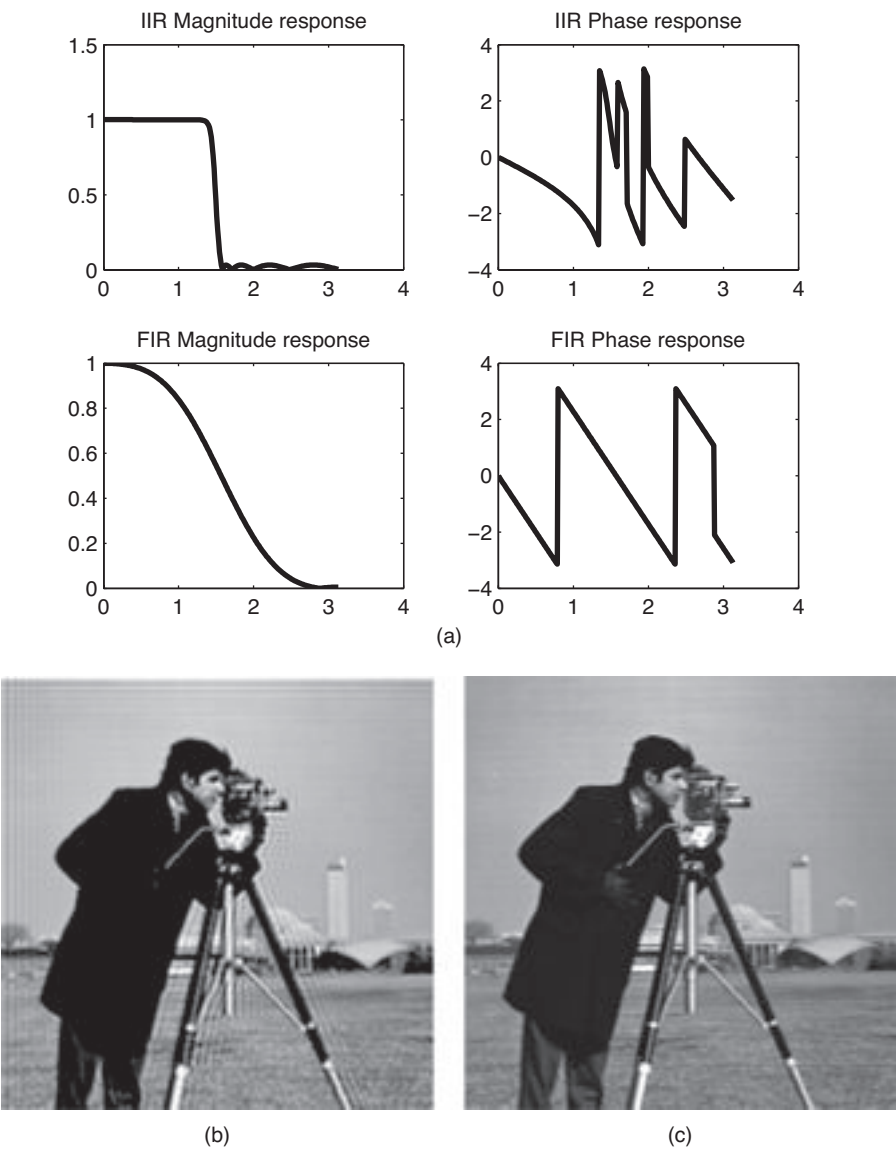 IIR Magnitude response
1.5
1
0.5
0
0 1 2 3 4
IIR Phase response
4
2
0
−2
−4
0 1 2 3 4
FIR Magnitude response
1
0.8
0.6
0.4
0.2
0
0 1 2 3 4
FIR Phase response
4
2
0
−2
−4
0 1 2 3 4
(a)
(b)
(c)